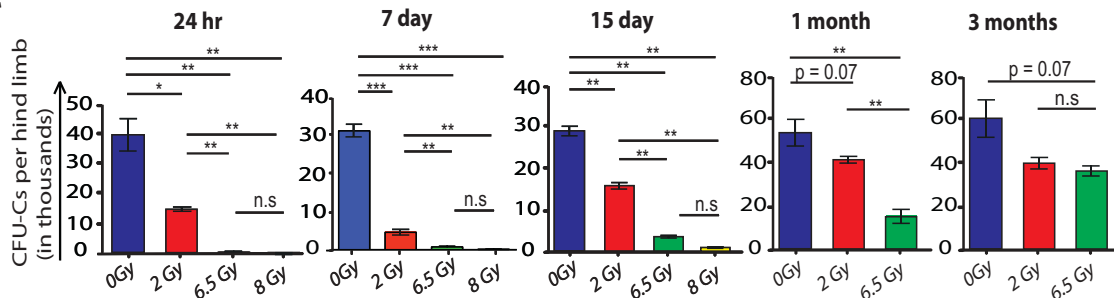 24 hr
7 day
15 day
1 month
3 months
CFU-Cs per hind limb
(in thousands)
**
**
*
**
**
n.s
50
40
30
20
10
0
0Gy
2 Gy
6.5 Gy
8 Gy
***
***
***
**
**
n.s
40
30
20
10
0
0Gy
2 Gy
6.5 Gy
8 Gy
**
**
**
**
**
n.s
30
20
10
0
0Gy
2 Gy
6.5 Gy
8 Gy
**
p = 0.07
**
80
60
40
20
0
0Gy
2 Gy
6.5 Gy
p = 0.07
n.s
80
60
40
20
0
0Gy
2 Gy
6.5 Gy